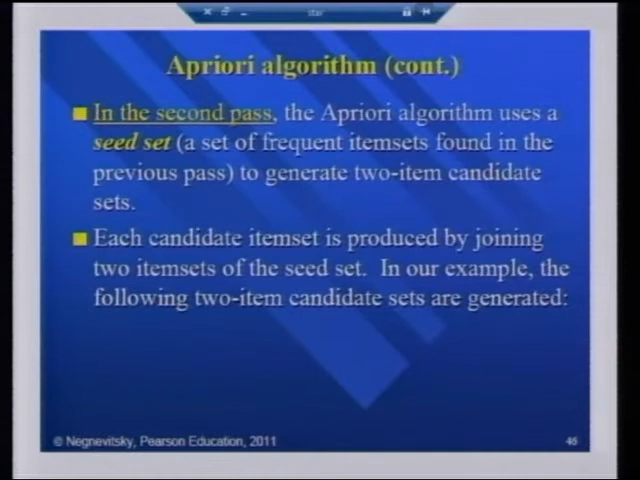 star
Apriori algorithm (cont.)
In the second pass, the Apriori algorithm uses a
seed set (a set of frequent itemsets found in the
previous pass) to generate two-item candidate
sets.
Each candidate itemset is produced by joining
two itemsets of the seed set. In our example, the
following two-item candidate sets are generated:
© Negnevitsky, Pearson Education, 2011
46